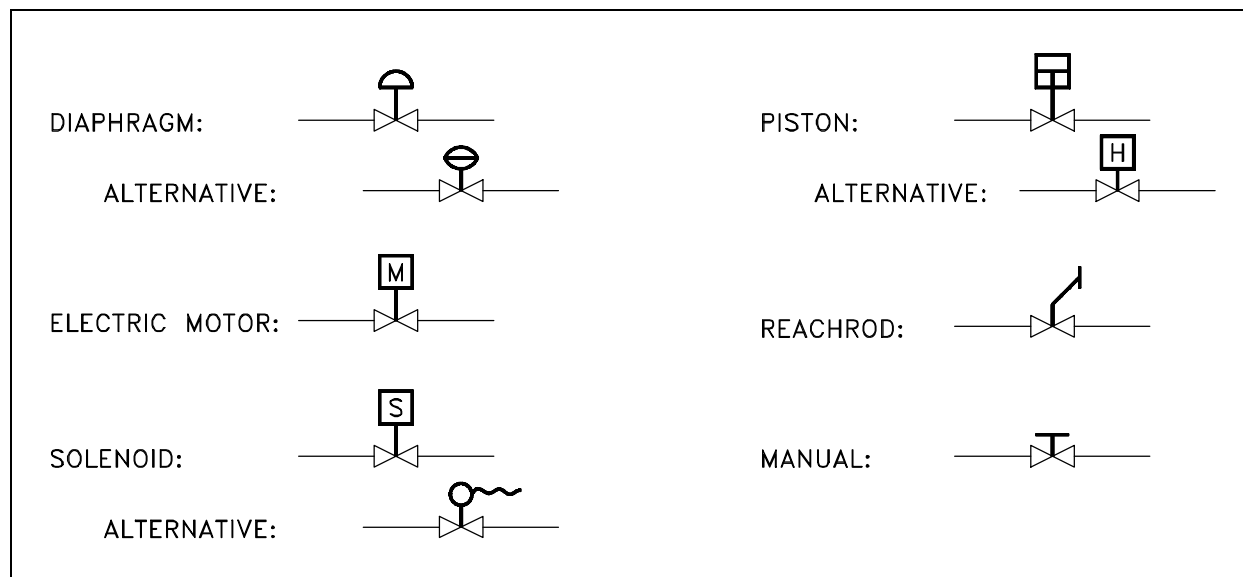 DIAPHRAGM:
ALTERNATIVE:
M
ELECTRIC MOTOR:
S
SOLENOID:
ALTERNATIVE:
PISTON:
H
ALTERNATIVE:
REACHROD:
MANUAL: